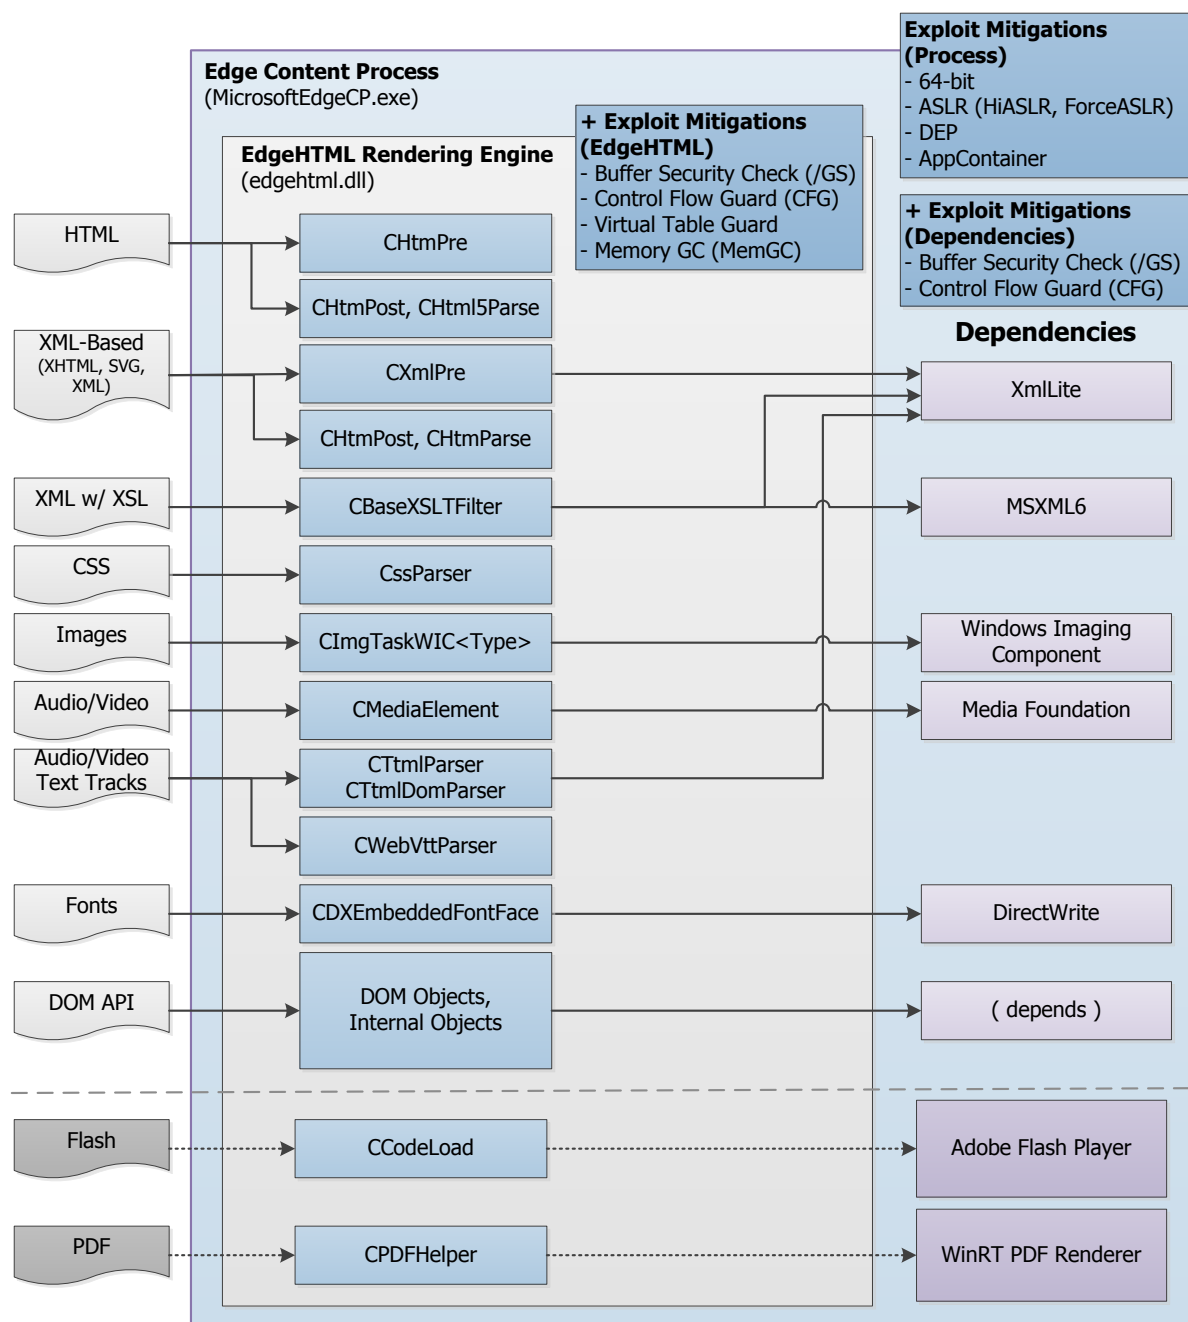 Exploit Mitigations
(Process)
- 64-bit
- ASLR (HiASLR, ForceASLR)
- DEP
- AppContainer
Edge Content Process
(MicrosoftEdgeCP.exe)
+ Exploit Mitigations
(EdgeHTML)
- Buffer Security Check (/GS)
- Control Flow Guard (CFG)
- Virtual Table Guard
- Memory GC (MemGC)
EdgeHTML Rendering Engine
(edgehtml.dll)
+ Exploit Mitigations
(Dependencies)
- Buffer Security Check (/GS)
- Control Flow Guard (CFG)
Dependencies
HTML
CHtmPre
CHtmPost, CHtml5Parse
XML-Based
(XHTML, SVG,
XML)
CXmlPre
XmlLite
CHtmPost, CHtmParse
XML w/ XSL
CBaseXSLTFilter
MSXML6
CSS
CssParser
Images
CImgTaskWIC<Type>
Windows Imaging
Component
Audio/Video
CMediaElement
Media Foundation
Audio/Video
Text Tracks
CTtmlParser
CTtmlDomParser
CWebVttParser
Fonts
CDXEmbeddedFontFace
DirectWrite
DOM API
DOM Objects,
Internal Objects
( depends )
Flash
CCodeLoad
Adobe Flash Player
PDF
CPDFHelper
WinRT PDF Renderer